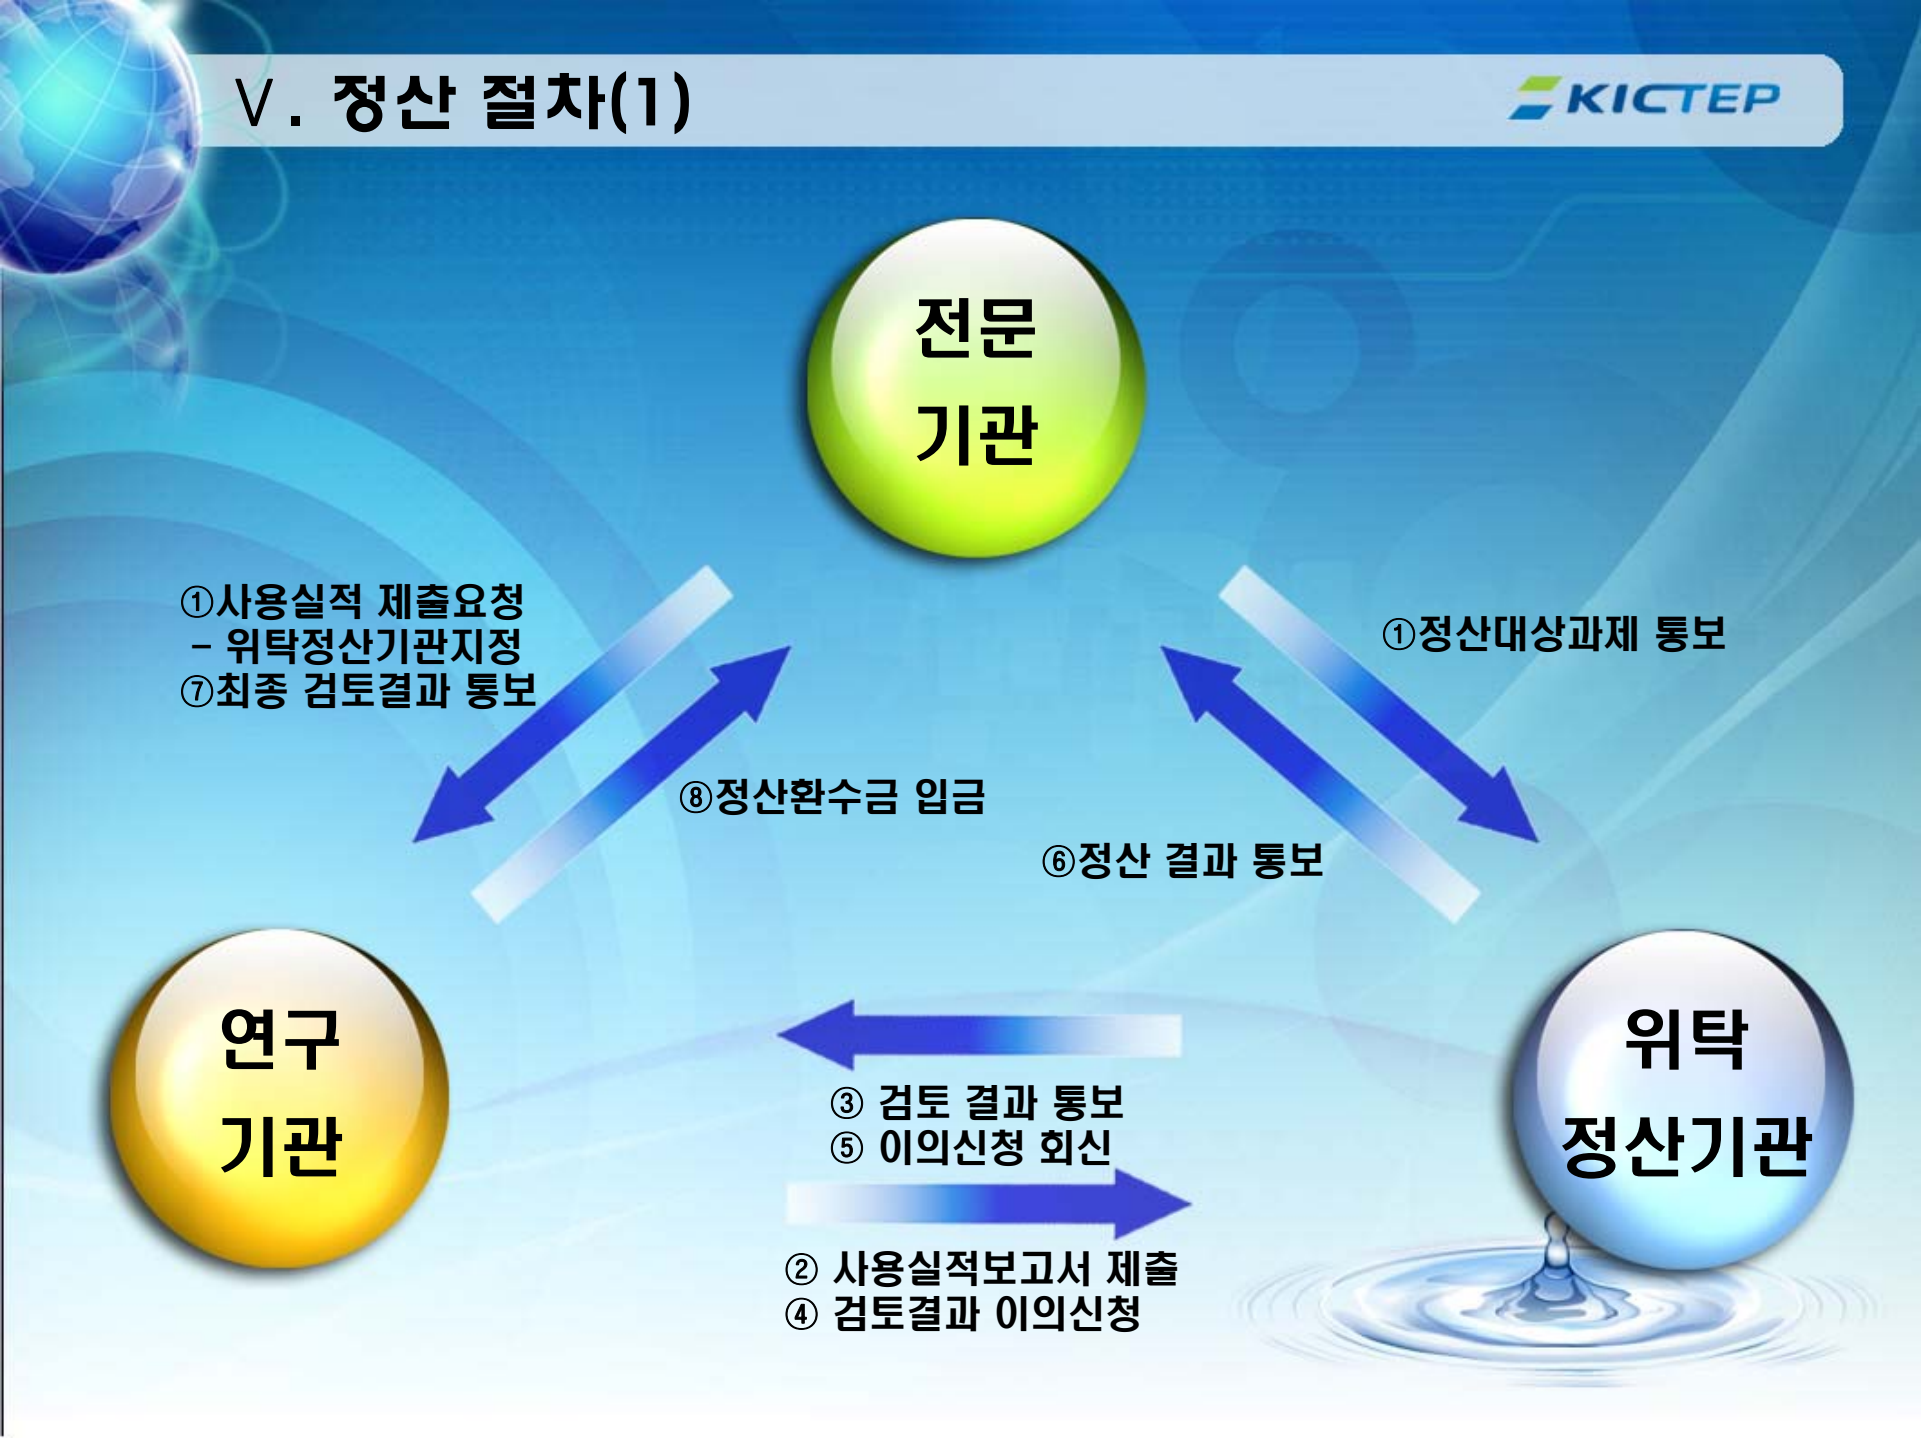 Ⅴ. 정산 절차(1)
KICTEP
전문
기관
①사용실적 제출요청
- 위탁정산기관지정
⑦최종 검토결과 통보
①정산대상과제 통보
⑧정산환수금 입금
⑥정산 결과 통보
연구
기관
위탁
정산기관
③ 검토 결과 통보
⑤ 이의신청 회신
② 사용실적보고서 제출
④ 검토결과 이의신청